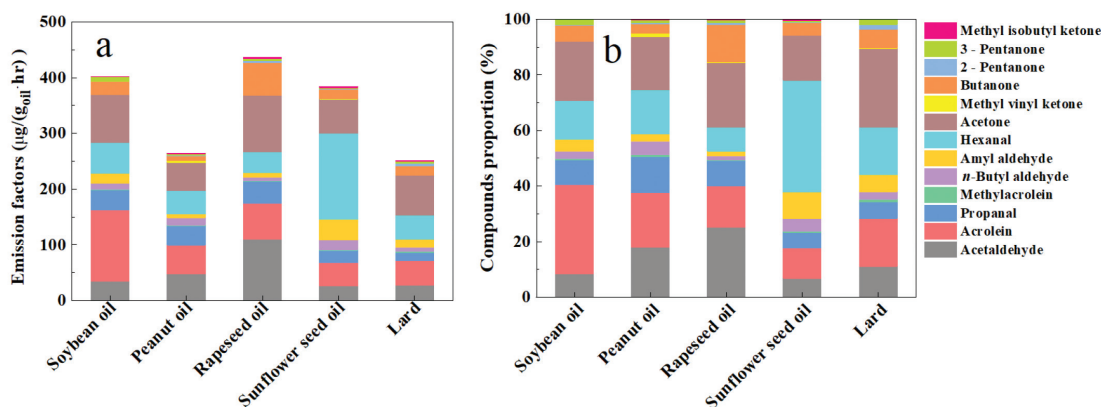 a
Emission factors (μg/(goil·hr) )
500
400
300
200
100
0
Soybean oil
Peanut oil
Rapeseed oil
Sunflower seed oil
Lard
b
Compounds proportion (%)
100
80
60
40
20
0
Soybean oil
Peanut oil
Rapeseed oil
Sunflower seed oil
Lard
Methyl isobutyl ketone
3 - Pentanone
2 - Pentanone
Butanone
Methyl vinyl ketone
Acetone
Hexanal
Amyl aldehyde
n-Butyl aldehyde
Methylacrolein
Propanal
Acrolein
Acetaldehyde